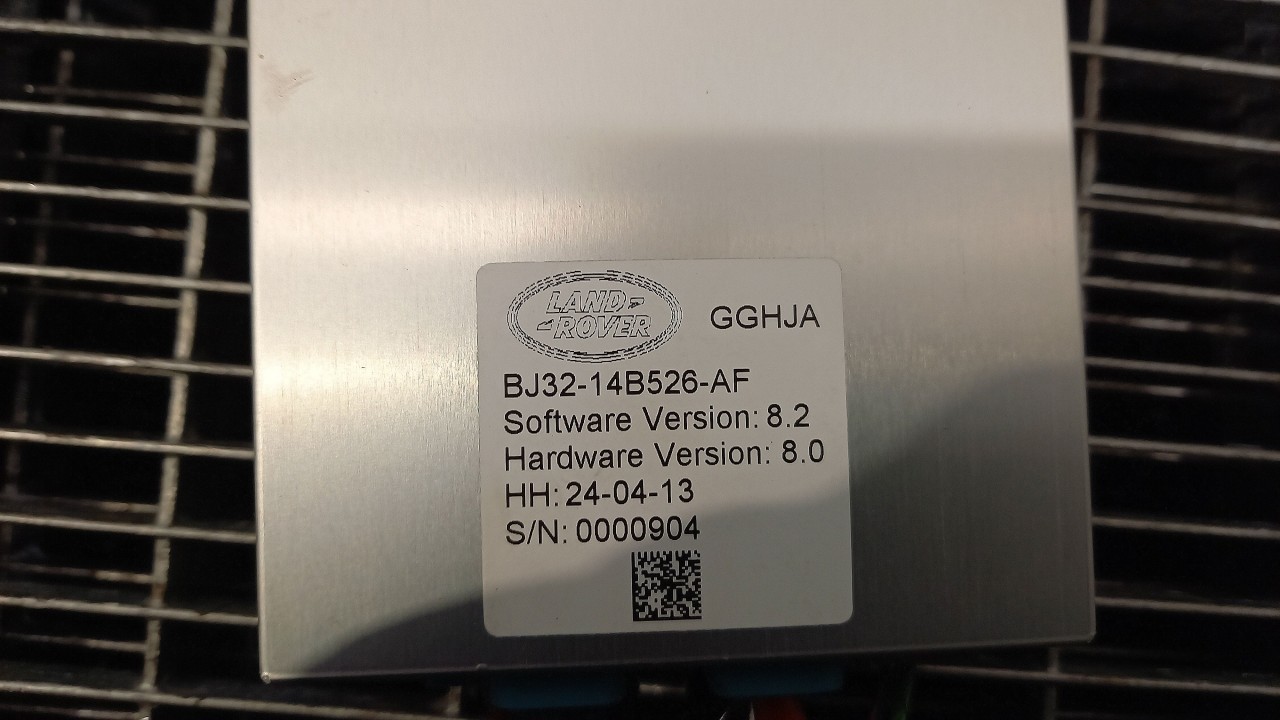 LAND-
-ROVER
GGHJA
BJ32-14B526-AF
Software Version: 8.2
Hardware Version: 8.0
HH: 24-04-13
S/N: 0000904